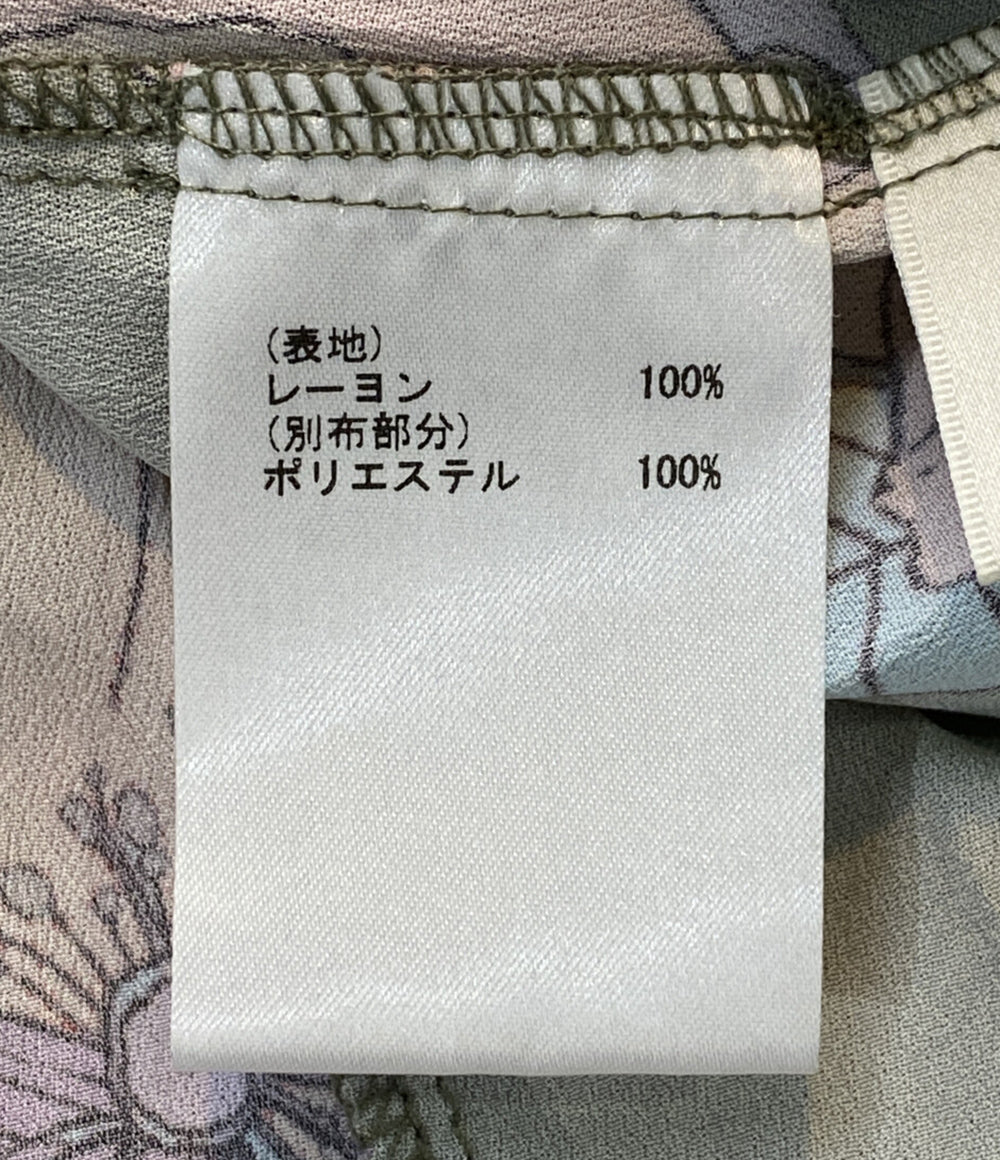 (表地)
レーヨン 100%
(別布部分)
ポリエステル 100%